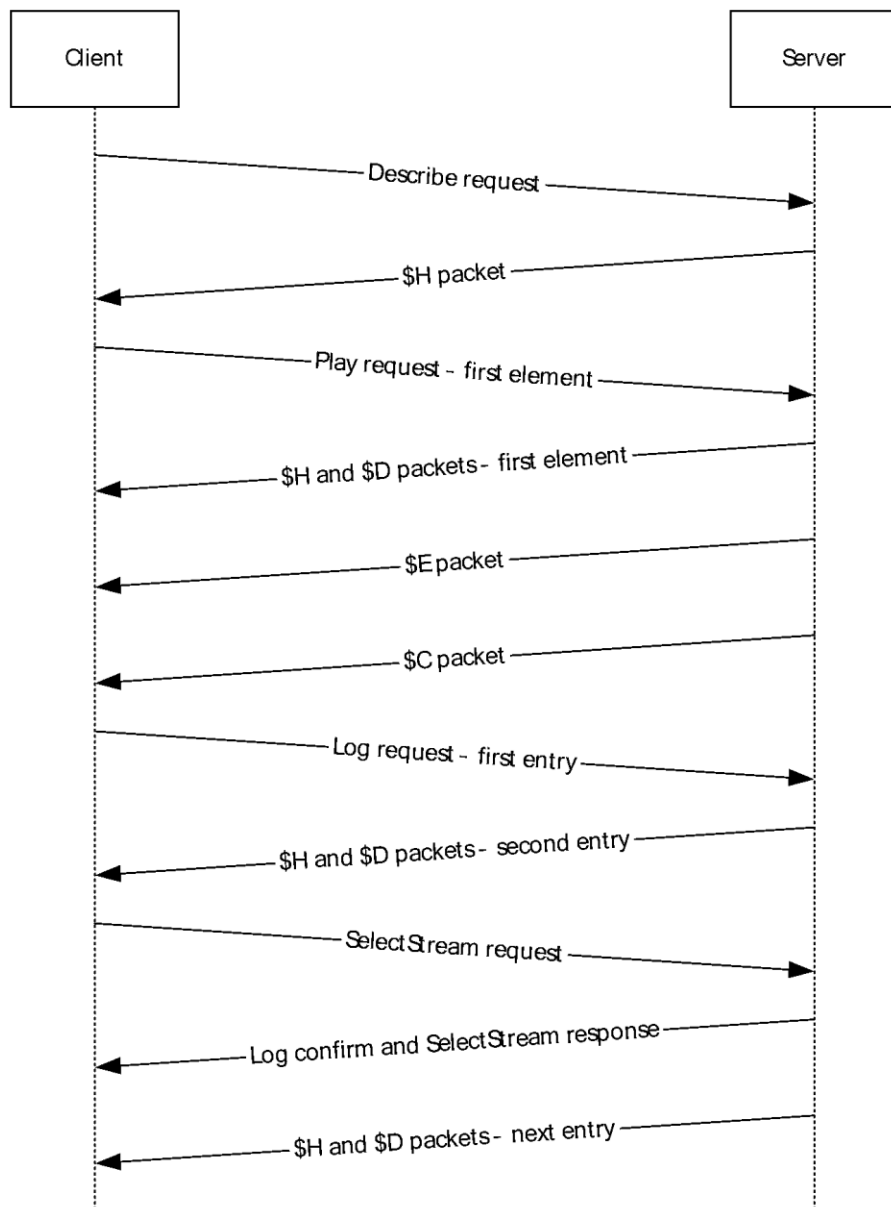 Client
Server
Describe request
$H packet
Play request - first element
$H and $D packets - first element
$E packet
$C packet
Log request - first entry
$H and $D packets - second entry
SelectStream request
Log confirm and SelectStream response
$H and $D packets - next entry